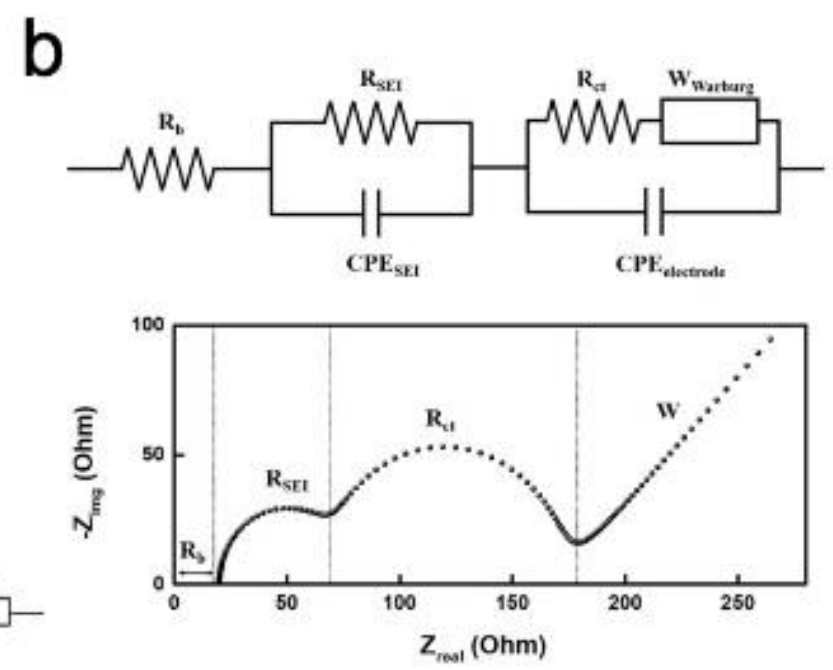 b
R_b
R_SEI
R_ct
W_Warburg
CPE_SEI
CPE_electrode
100
50
0
-Z_img (Ohm)
R_b
R_SEI
R_ct
W
0 50 100 150 200 250
Z_real (Ohm)